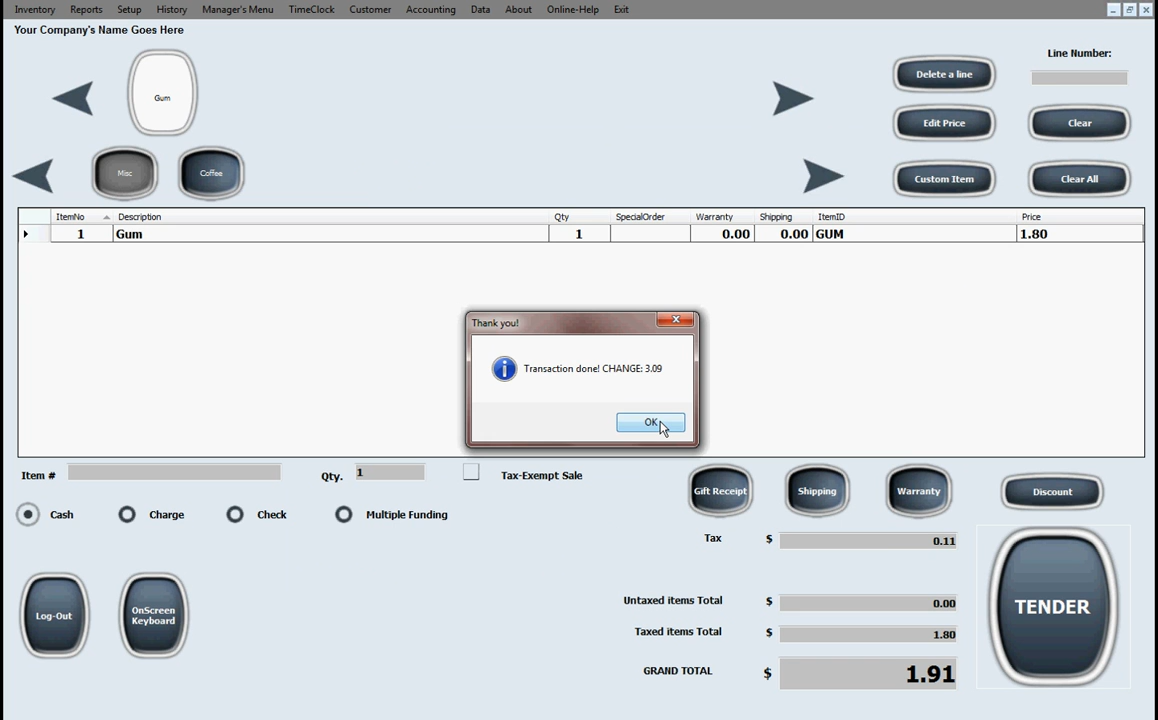 Inventory Reports Setup History Manager's Menu TimeClock Customer Accounting Data About Online-Help Exit
Your Company's Name Goes Here
Line Number:
Gum
Delete a line
Edit Price
Clear
Misc
Coffee
Custom Item
Clear All
ItemNo Description Qty SpecialOrder Warranty Shipping ItemID Price
1 Gum 1 0.00 0.00 GUM 1.80
Thank you!
Transaction done! CHANGE: 3.09
OK
Item #
Qty. 1
Tax-Exempt Sale
Gift Receipt
Shipping
Warranty
Discount
Cash Charge Check Multiple Funding
Tax $ 0.11
Log-Out
OnScreen
Keyboard
Untaxed items Total $ 0.00
Taxed items Total $ 1.80
GRAND TOTAL $ 1.91
TENDER